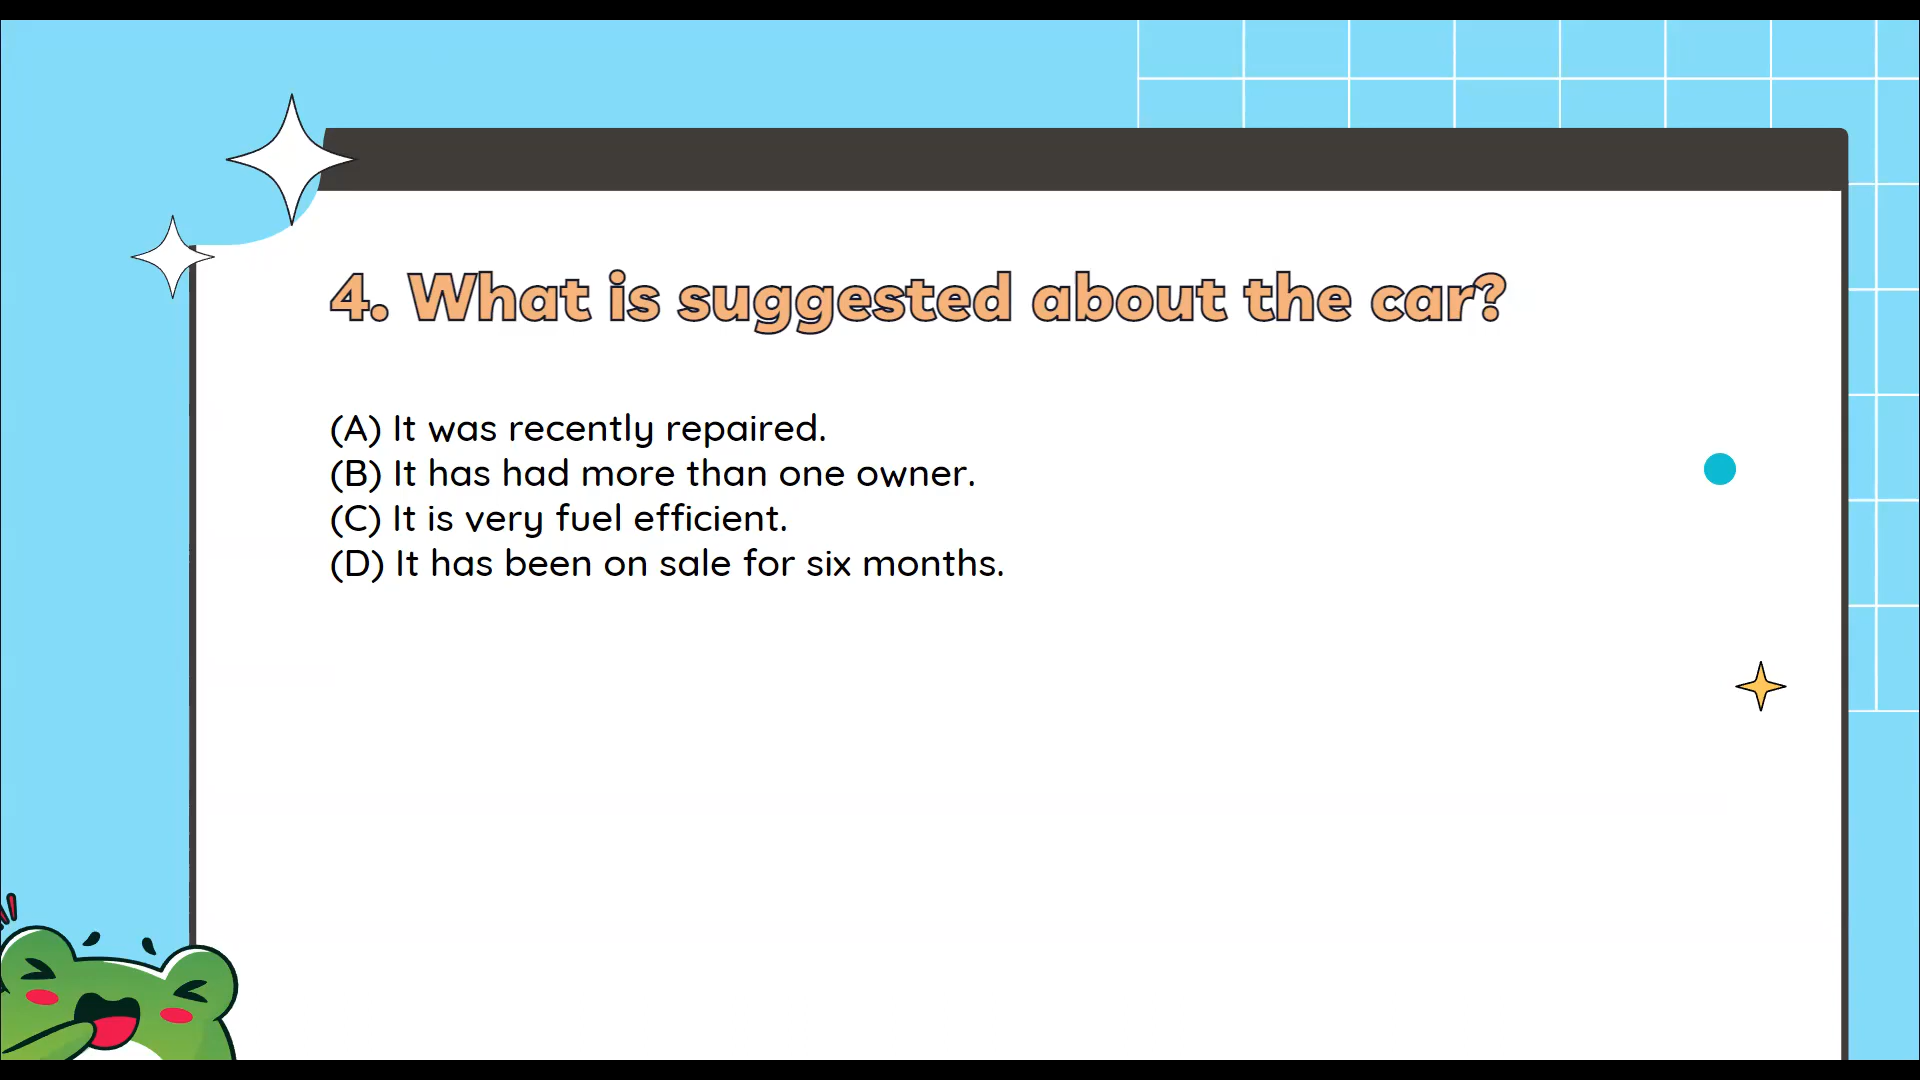 4. What is suggested about the car?
(A) It was recently repaired.
(B) It has had more than one owner.
(C) It is very fuel efficient.
(D) It has been on sale for six months.